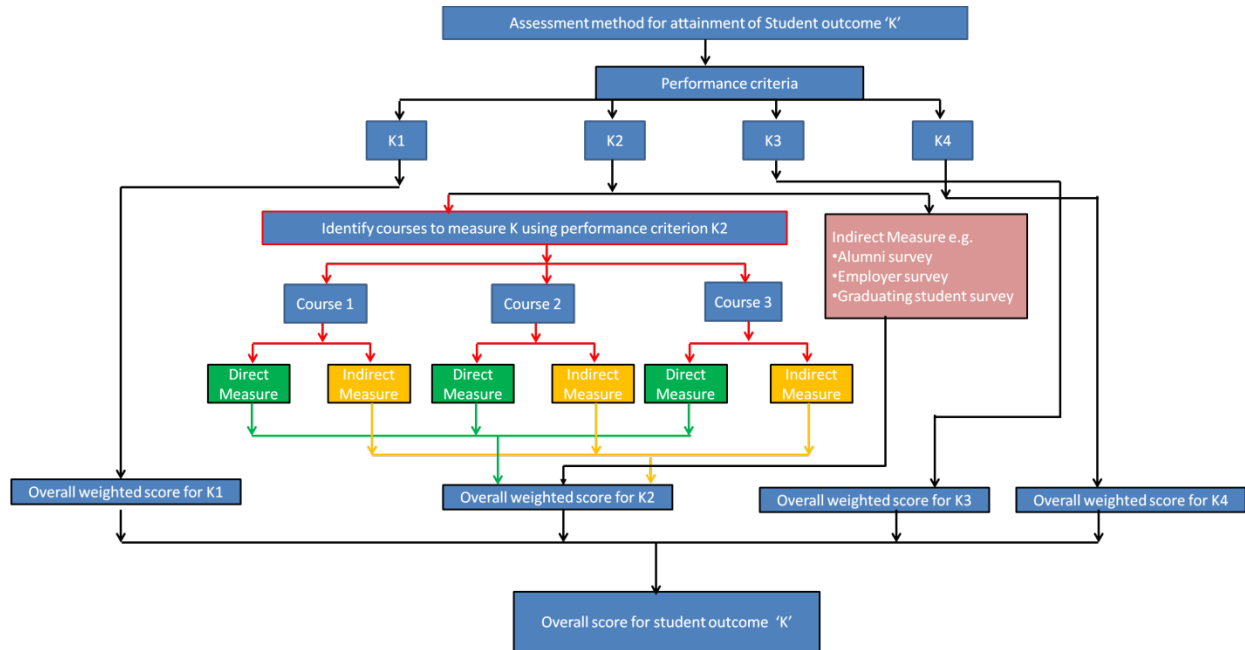 Assessment method for attainment of Student outcome ‘K’
Performance criteria
K1
K2
K3
K4
Identify courses to measure K using performance criterion K2
Indirect Measure e.g.
•Alumni survey
•Employer survey
•Graduating student survey
Course 1
Course 2
Course 3
Direct
Measure
Indirect
Measure
Direct
Measure
Indirect
Measure
Direct
Measure
Indirect
Measure
Overall weighted score for K1
Overall weighted score for K2
Overall weighted score for K3
Overall weighted score for K4
Overall score for student outcome ‘K’